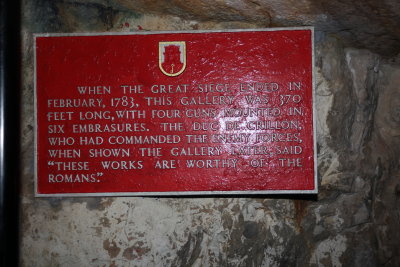 WHEN THE GREAT SIEGE ENDED IN
FEBRUARY, 1783, THIS GALLERY WAS 370
FEET LONG, WITH FOUR GUNS MOUNTED IN
SIX EMBRASURES. THE DUC DE CRILLON,
WHO HAD COMMANDED THE ENEMY FORCES,
WHEN SHOWN THE GALLERY LATER, SAID
"THESE WORKS ARE WORTHY OF THE
ROMANS."